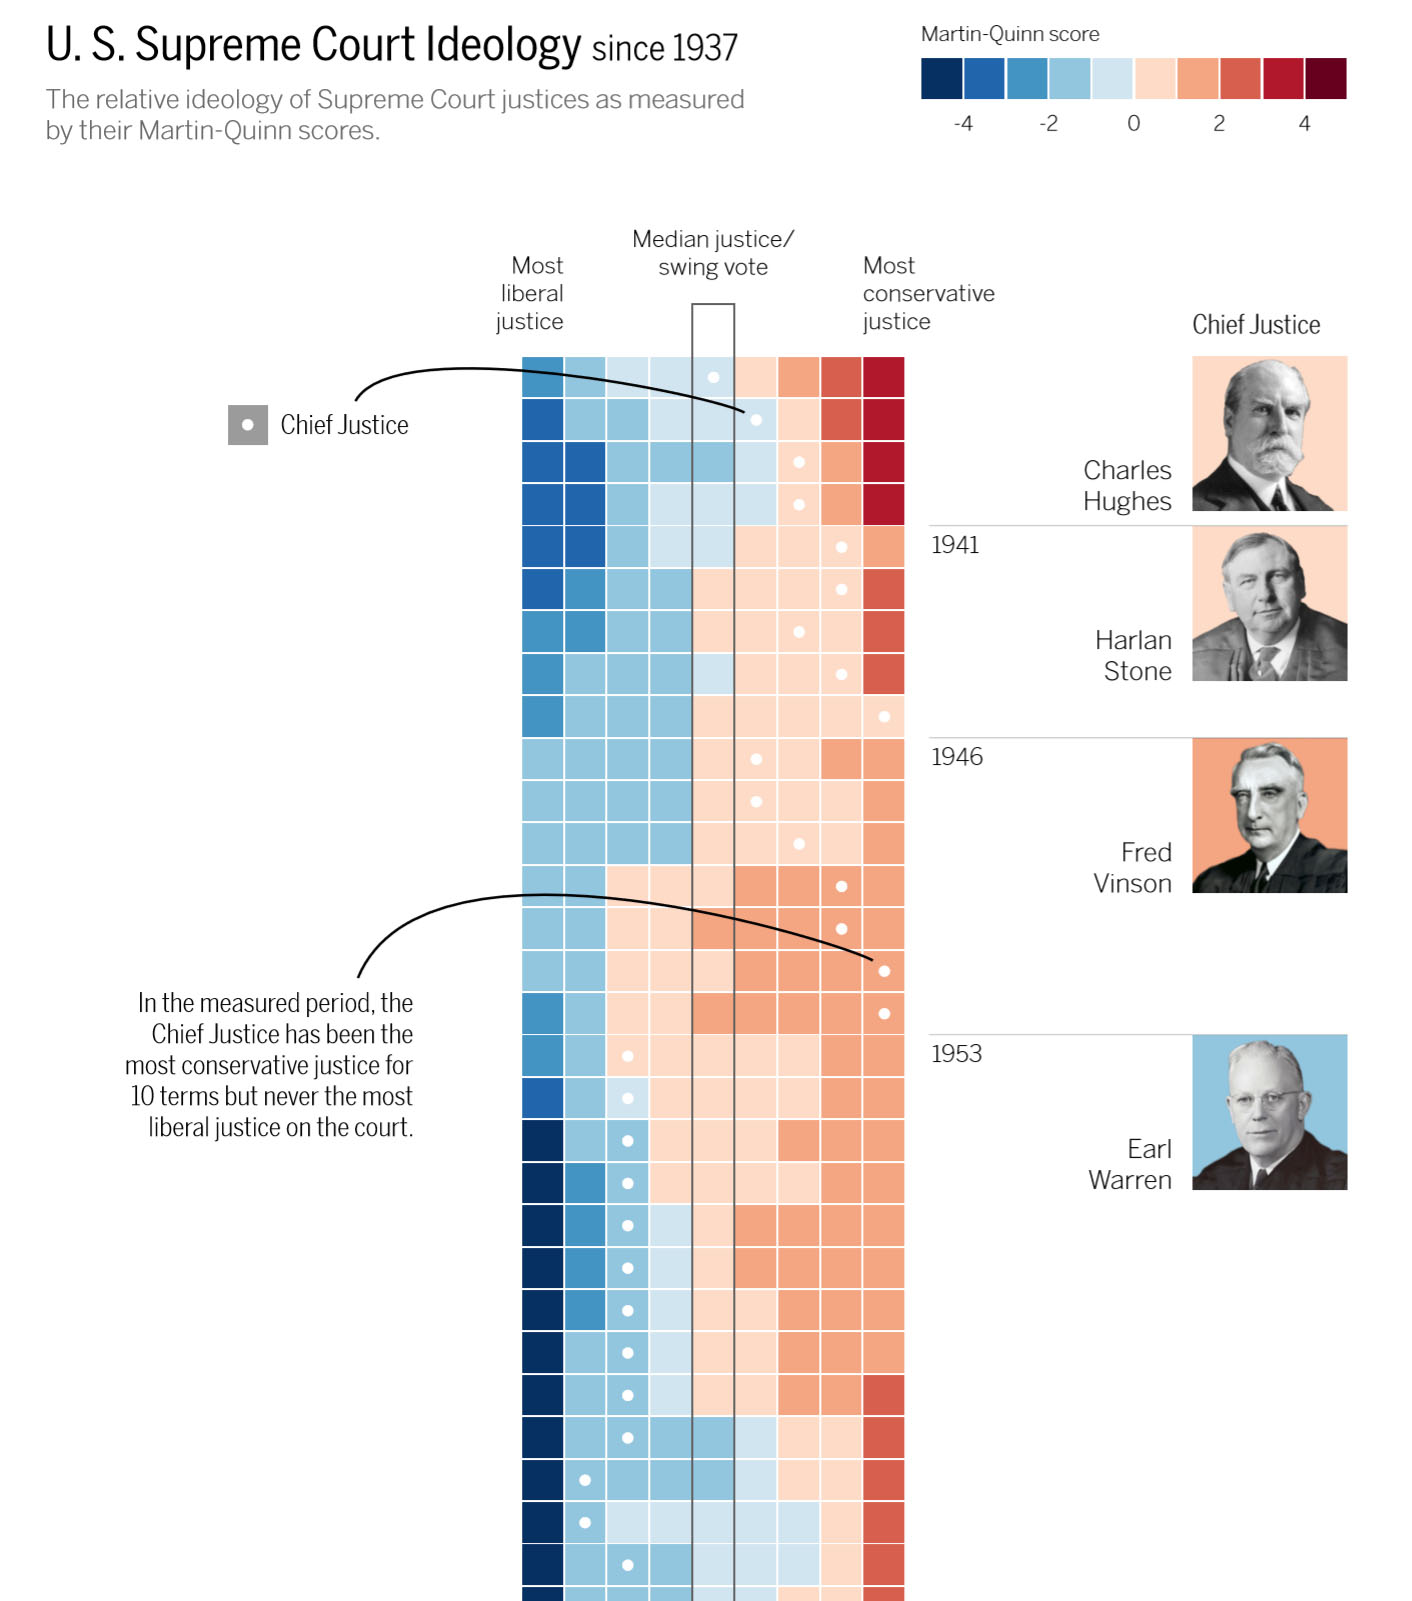 U. S. Supreme Court Ideology since 1937
The relative ideology of Supreme Court justices as measured
by their Martin-Quinn scores.
Martin-Quinn score
-4 -2 0 2 4
Most
liberal
justice
Median justice/
swing vote
Most
conservative
justice
Chief Justice
Chief Justice
Charles
Hughes
1941
Harlan
Stone
1946
Fred
Vinson
In the measured period, the
Chief Justice has been the
most conservative justice for
10 terms but never the most
liberal justice on the court.
1953
Earl
Warren